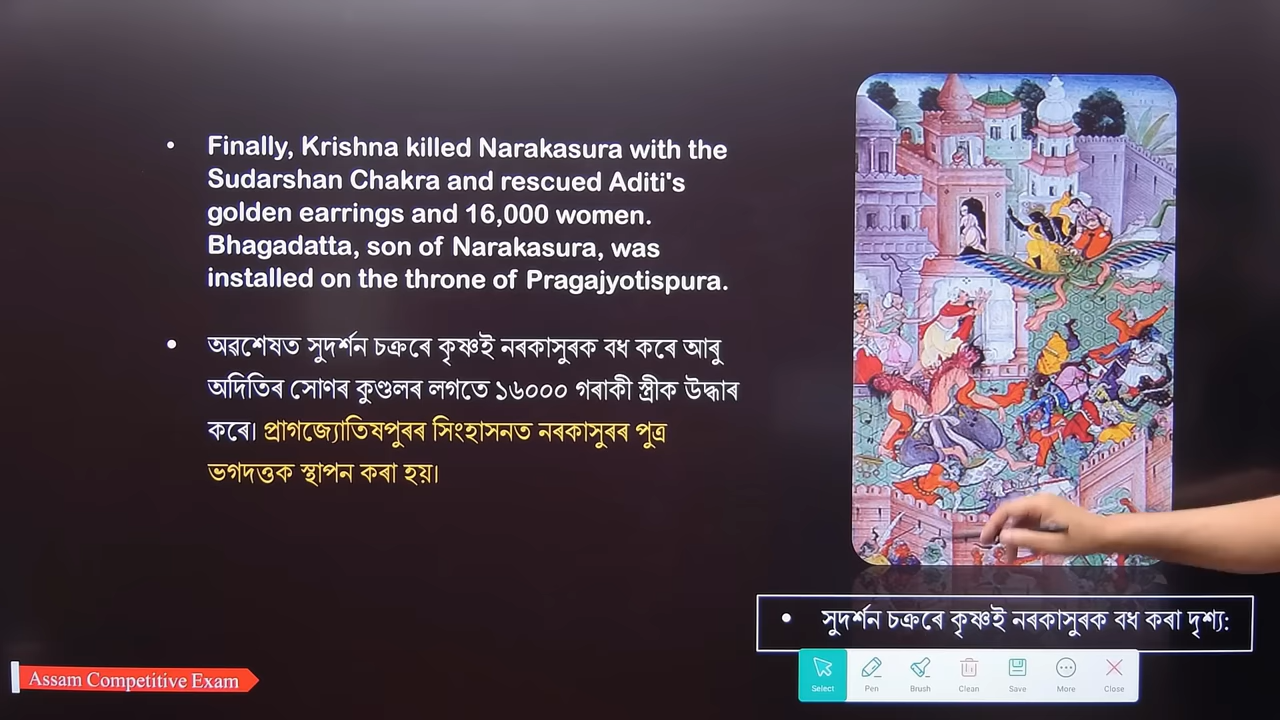 • Finally, Krishna killed Narakasura with the
Sudarshan Chakra and rescued Aditi's
golden earrings and 16,000 women.
Bhagadatta, son of Narakasura, was
installed on the throne of Pragajyotispura.
• অৱশেষত সুদৰ্শন চক্ৰৰে কৃষ্ণই নৰকাসুৰক বধ কৰে আৰু
অদিতিৰ সোণৰ কুণ্ডলৰ লগতে ১৬০০০ গৰাকী স্ত্ৰীক উদ্ধাৰ
কৰে। প্ৰাগজ্যোতিষপুৰৰ সিংহাসনত নৰকাসুৰৰ পুত্ৰ
ভগদত্তক স্থাপন কৰা হয়।
• সুদৰ্শন চক্ৰৰে কৃষ্ণই নৰকাসুৰক বধ কৰা দৃশ্য:
Select Pen Brush Clean Save More Close
Assam Competitive Exam